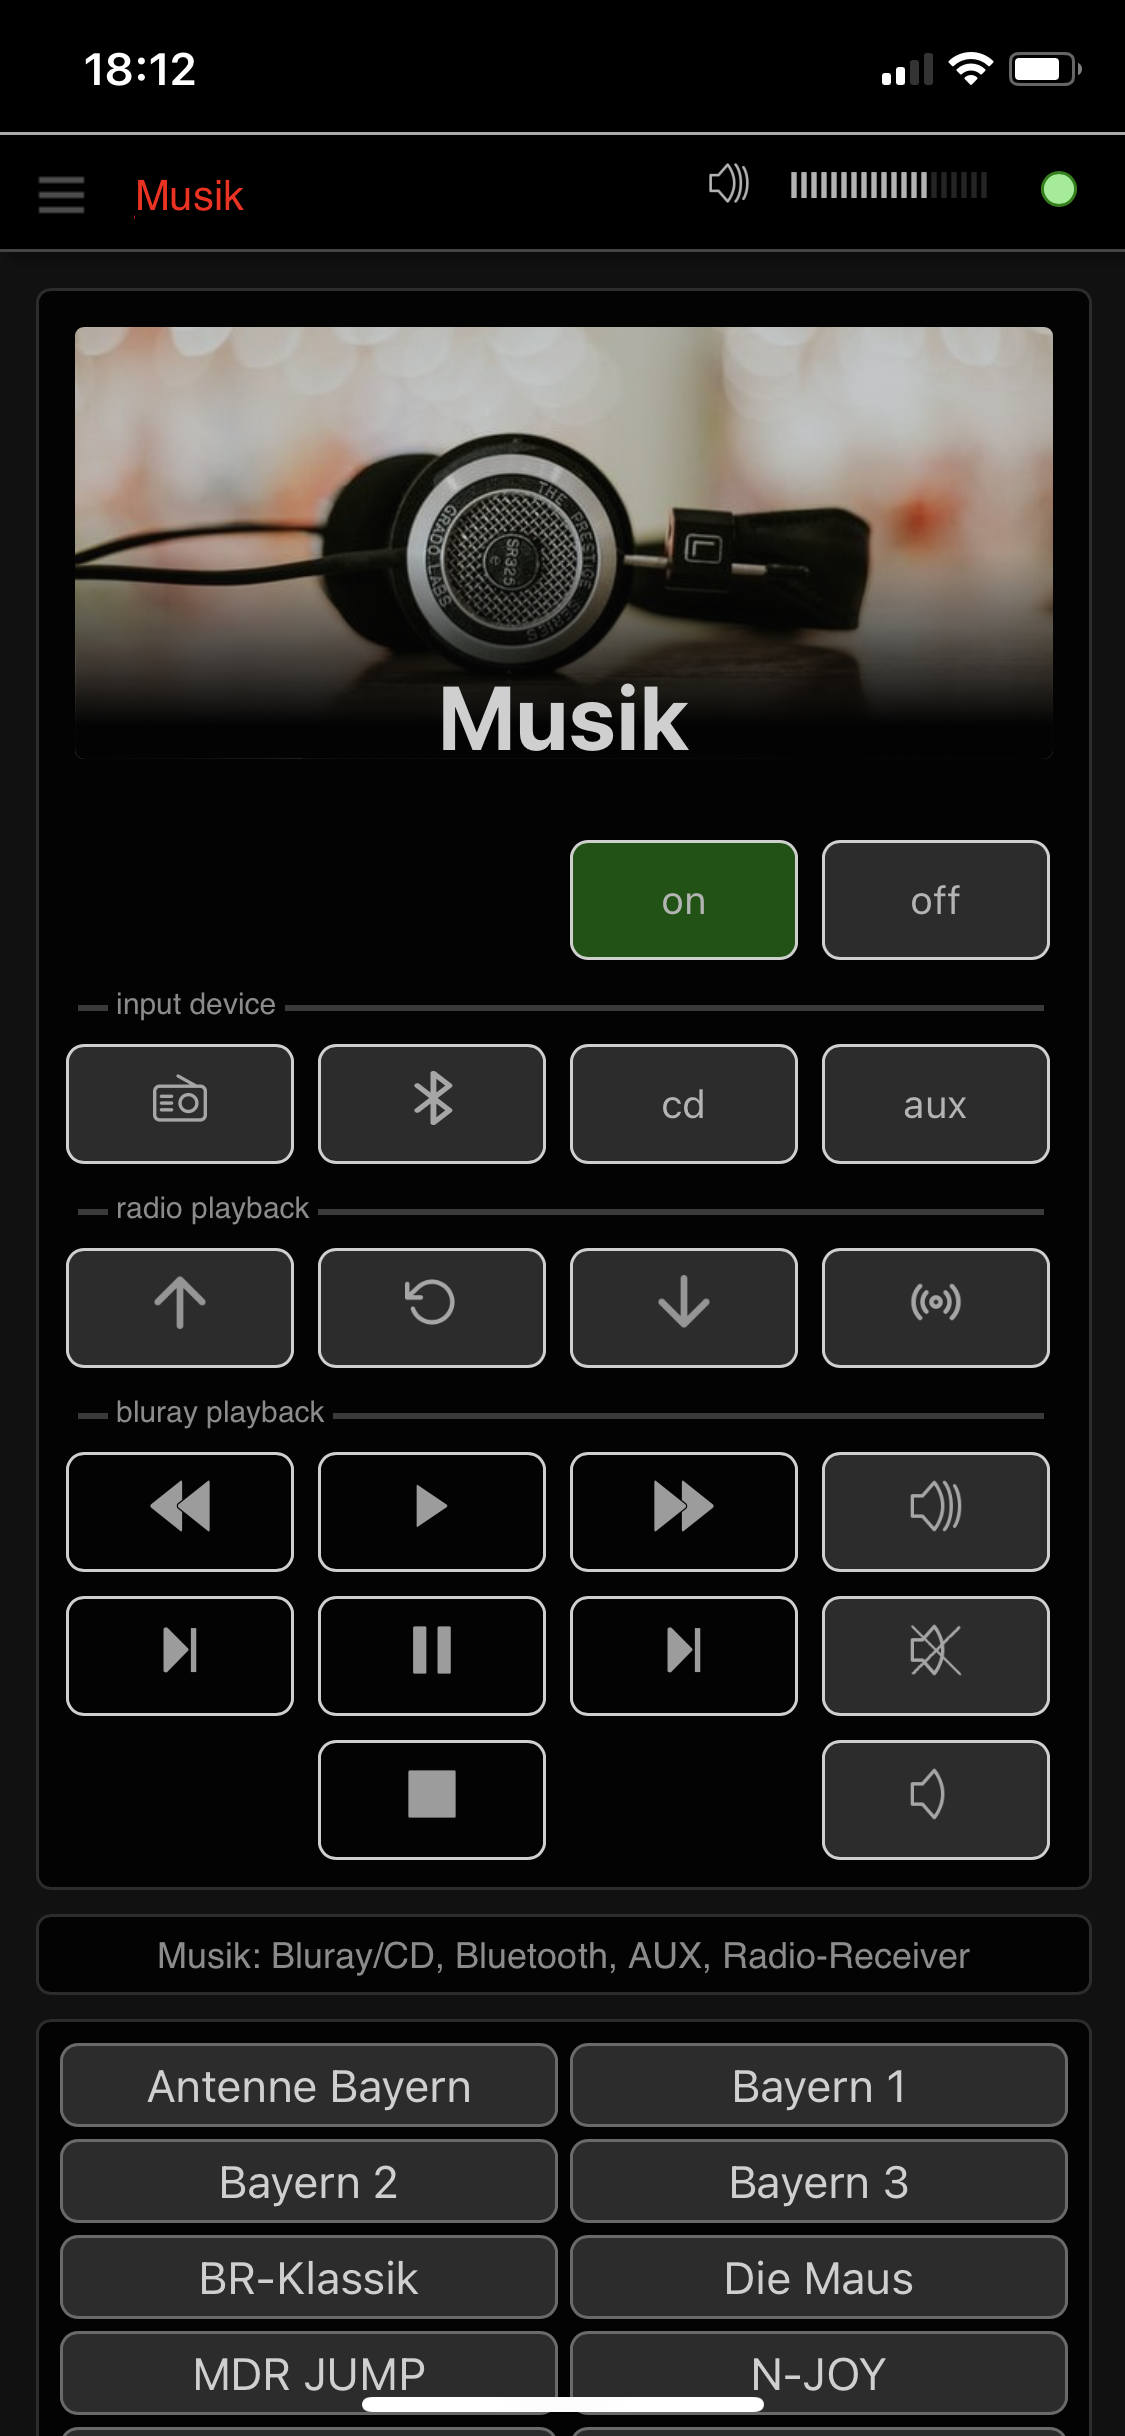 18:12
Musik
THE PRESTIGE SERIES
GRADO LABS
SR325
e
L
Musik
on
off
input device
cd
aux
radio playback
bluray playback
Musik: Bluray/CD, Bluetooth, AUX, Radio-Receiver
Antenne Bayern
Bayern 1
Bayern 2
Bayern 3
BR-Klassik
Die Maus
MDR JUMP
N-JOY